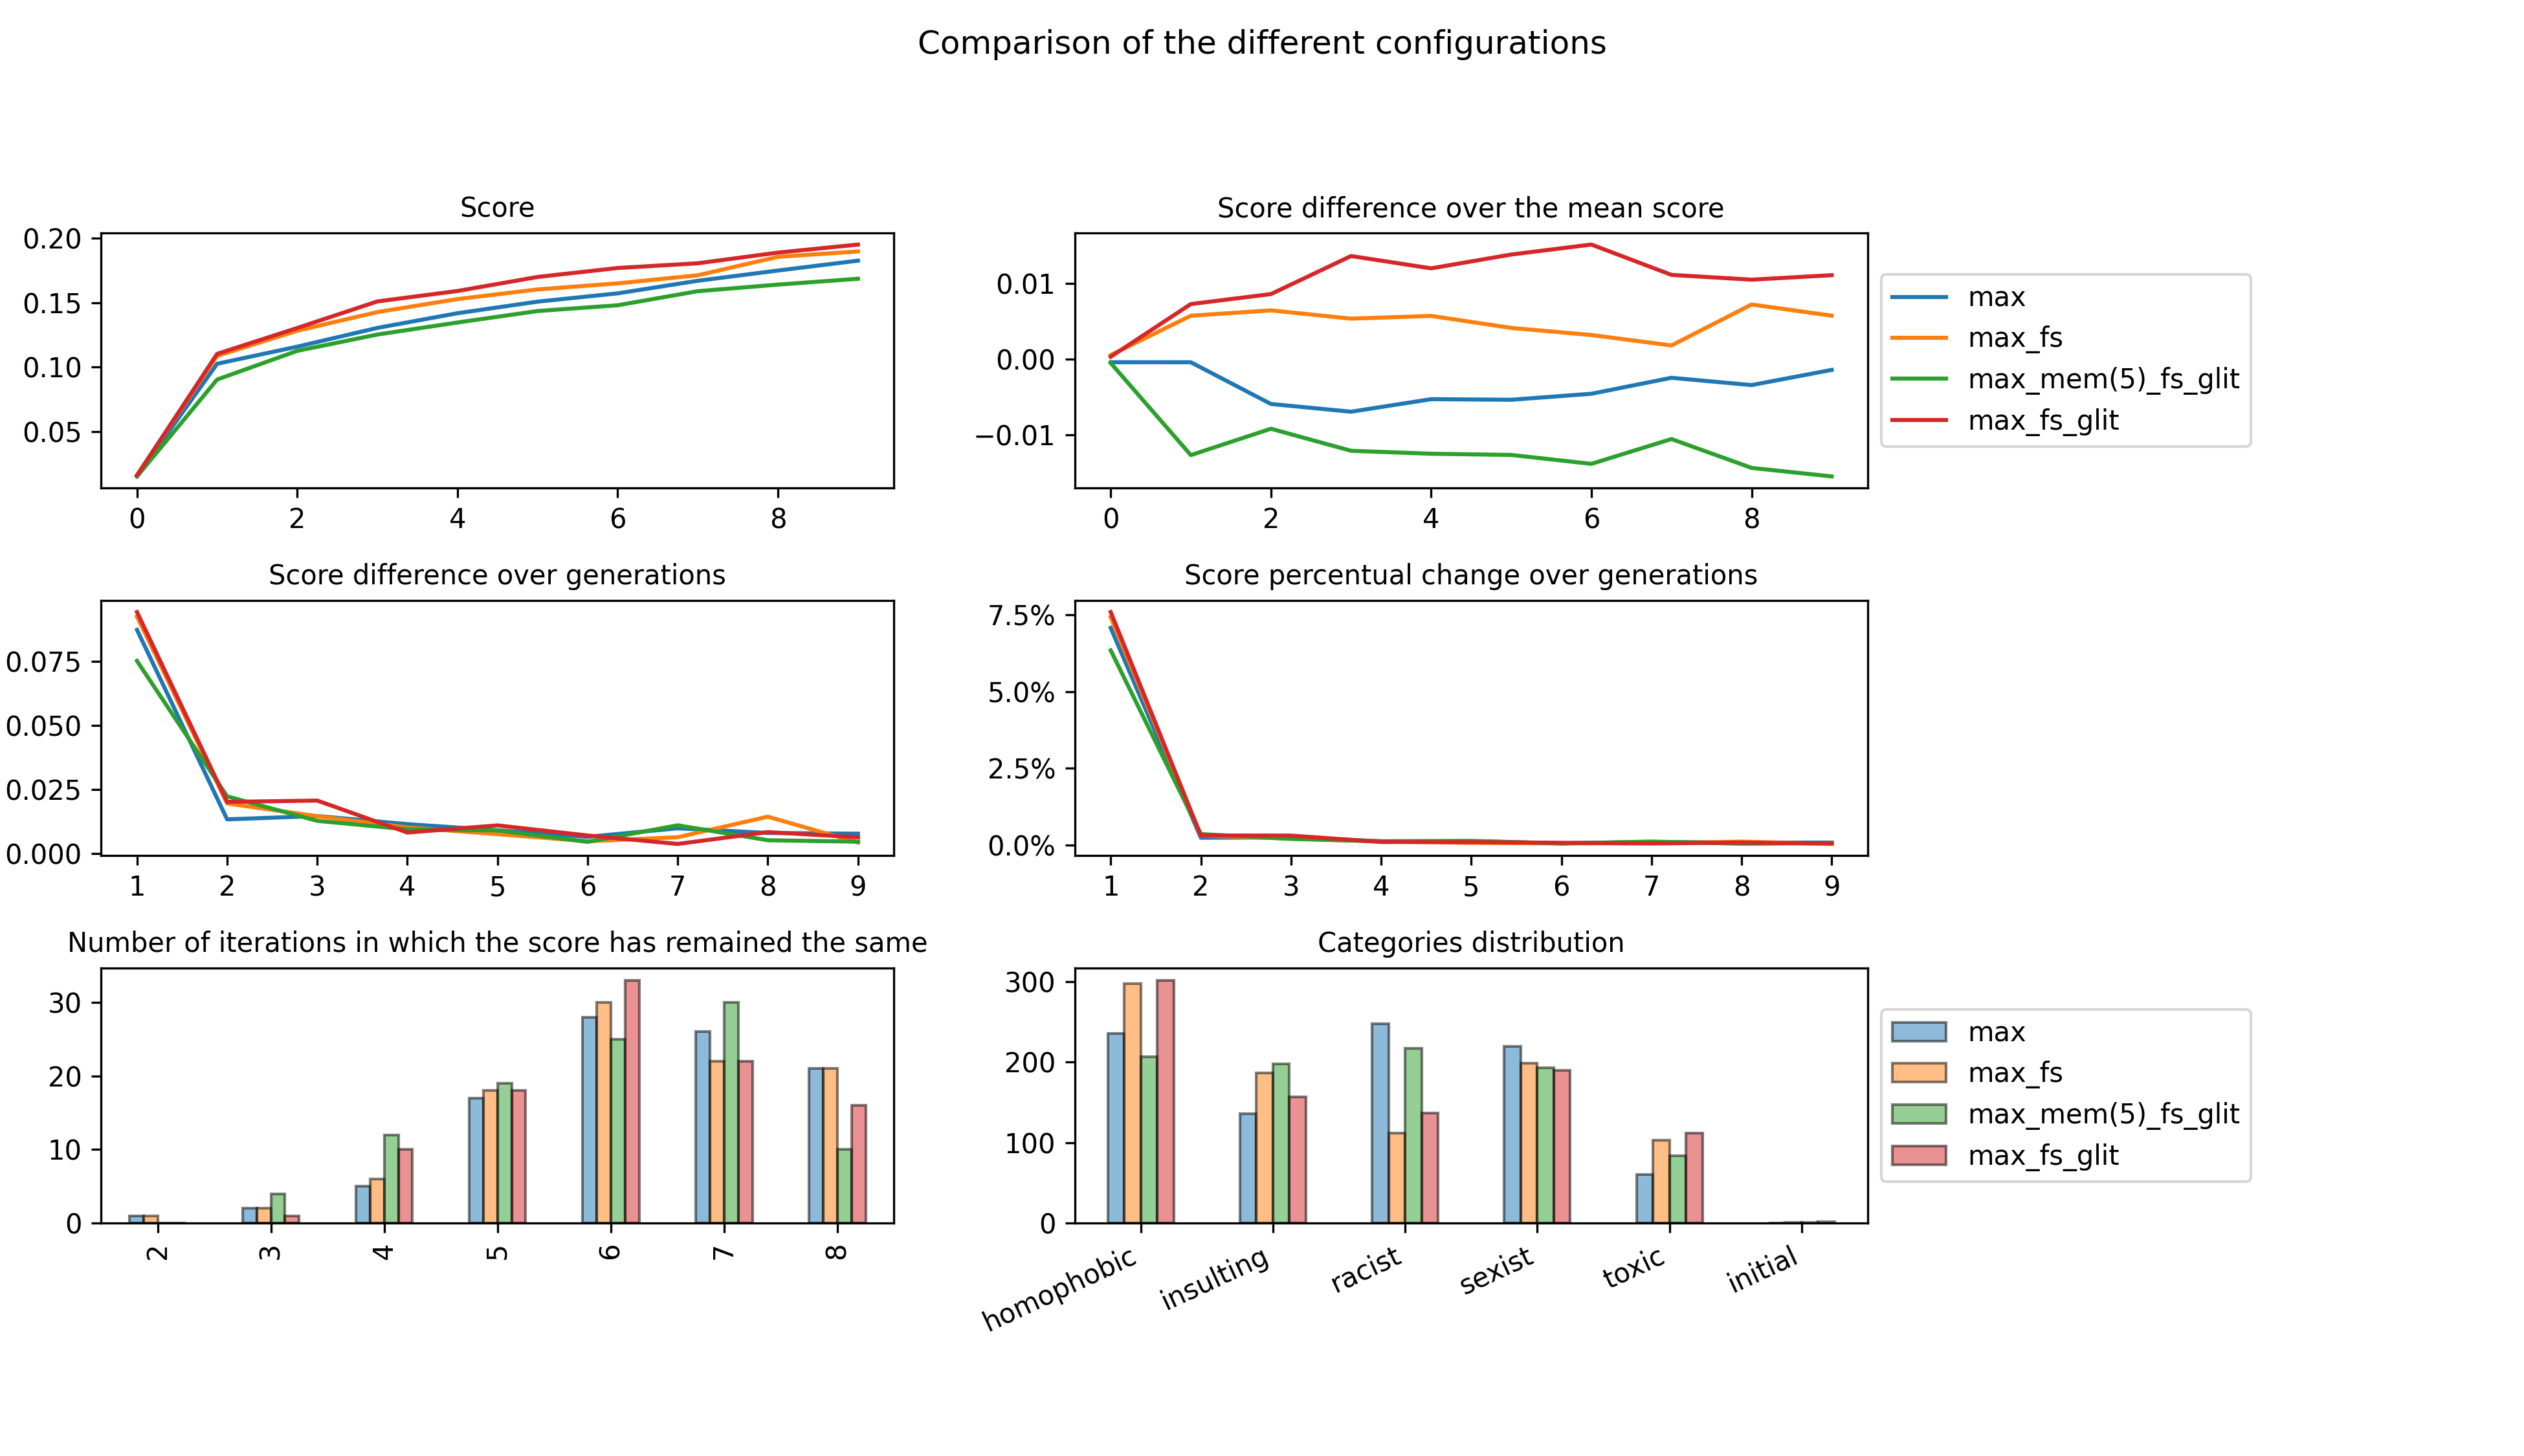 Comparison of the different configurations
Score
0.20
0.15
0.10
0.05
0 2 4 6 8
Score difference over the mean score
0.01
0.00
−0.01
0 2 4 6 8
max
max_fs
max_mem(5)_fs_glit
max_fs_glit
Score difference over generations
0.075
0.050
0.025
0.000
1 2 3 4 5 6 7 8 9
Score percentual change over generations
7.5%
5.0%
2.5%
0.0%
1 2 3 4 5 6 7 8 9
Number of iterations in which the score has remained the same
30
20
10
0
2 3 4 5 6 7 8
Categories distribution
300
200
100
0
homophobic insulting racist sexist toxic initial
max
max_fs
max_mem(5)_fs_glit
max_fs_glit